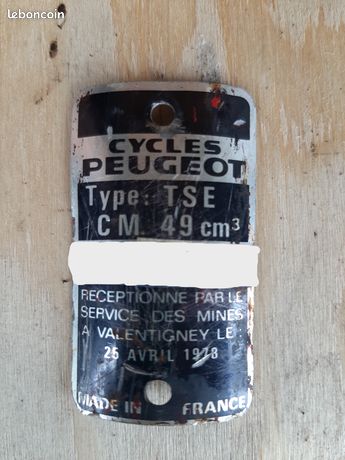 leboncoin
CYCLES
PEUGEOT
Type: TSE
C M. 49 cm³
RECEPTIONNE PAR LE
SERVICE DES MINES
A VALENTIGNEY LE:
25 AVRIL 1978
MADE IN FRANCE